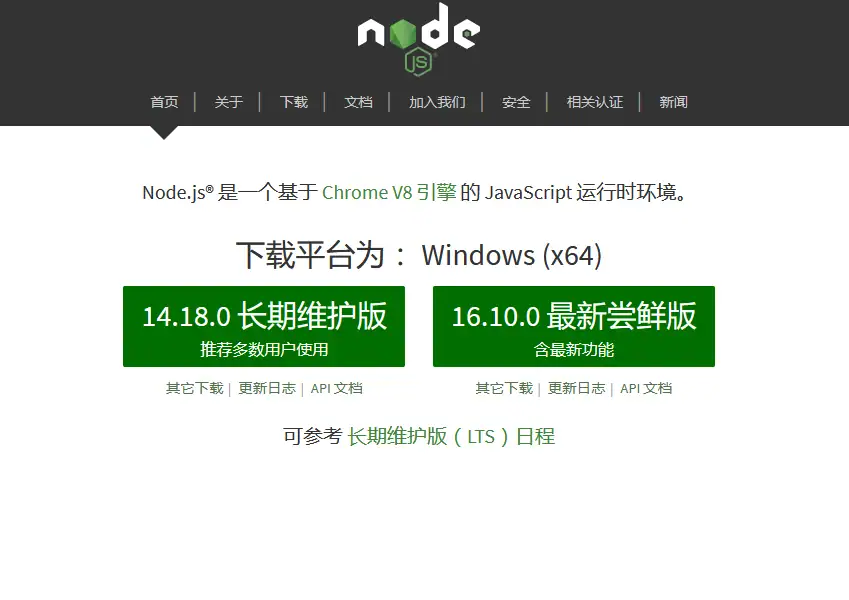 node
JS
首页 | 关于 | 下载 | 文档 | 加入我们 | 安全 | 相关认证 | 新闻
Node.js® 是一个基于 Chrome V8 引擎 的 JavaScript 运行时环境。
下载平台为： Windows (x64)
14.18.0 长期维护版
推荐多数用户使用
16.10.0 最新尝鲜版
含最新功能
其它下载 | 更新日志 | API 文档
其它下载 | 更新日志 | API 文档
可参考 长期维护版（LTS）日程